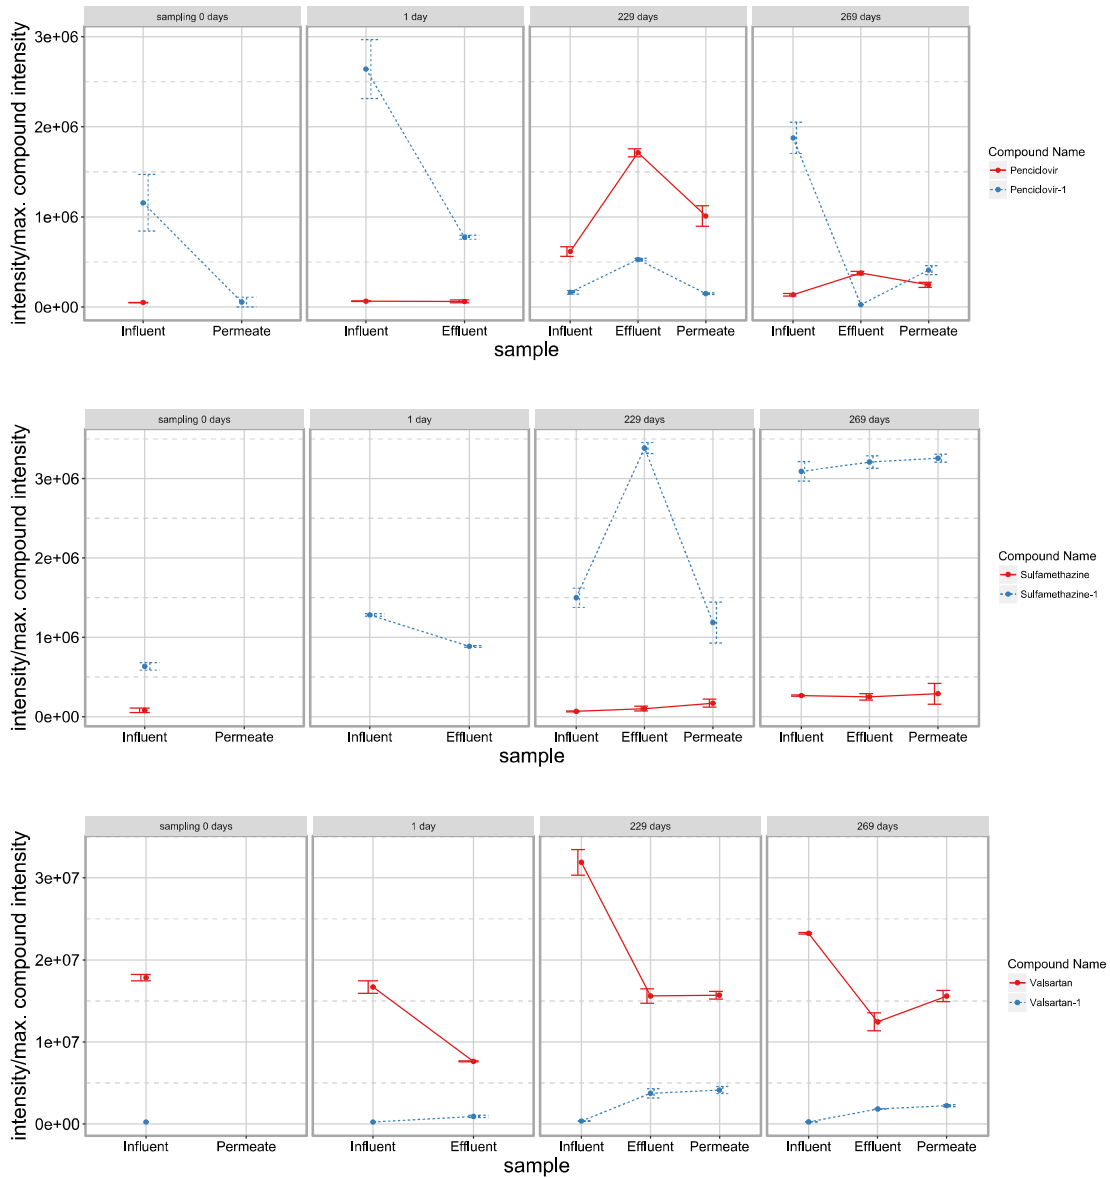 sampling 0 days 1 day 229 days 269 days
3e+06
2e+06
1e+06
0e+00
intensity/max. compound intensity
Influent Permeate Influent Effluent Influent Effluent Permeate Influent Effluent Permeate
sample
Compound Name
Penciclovir
Penciclovir-1
sampling 0 days 1 day 229 days 269 days
3e+06
2e+06
1e+06
0e+00
intensity/max. compound intensity
Influent Permeate Influent Effluent Influent Effluent Permeate Influent Effluent Permeate
sample
Compound Name
Sulfamethazine
Sulfamethazine-1
sampling 0 days 1 day 229 days 269 days
3e+07
2e+07
1e+07
0e+00
intensity/max. compound intensity
Influent Permeate Influent Effluent Influent Effluent Permeate Influent Effluent Permeate
sample
Compound Name
Valsartan
Valsartan-1